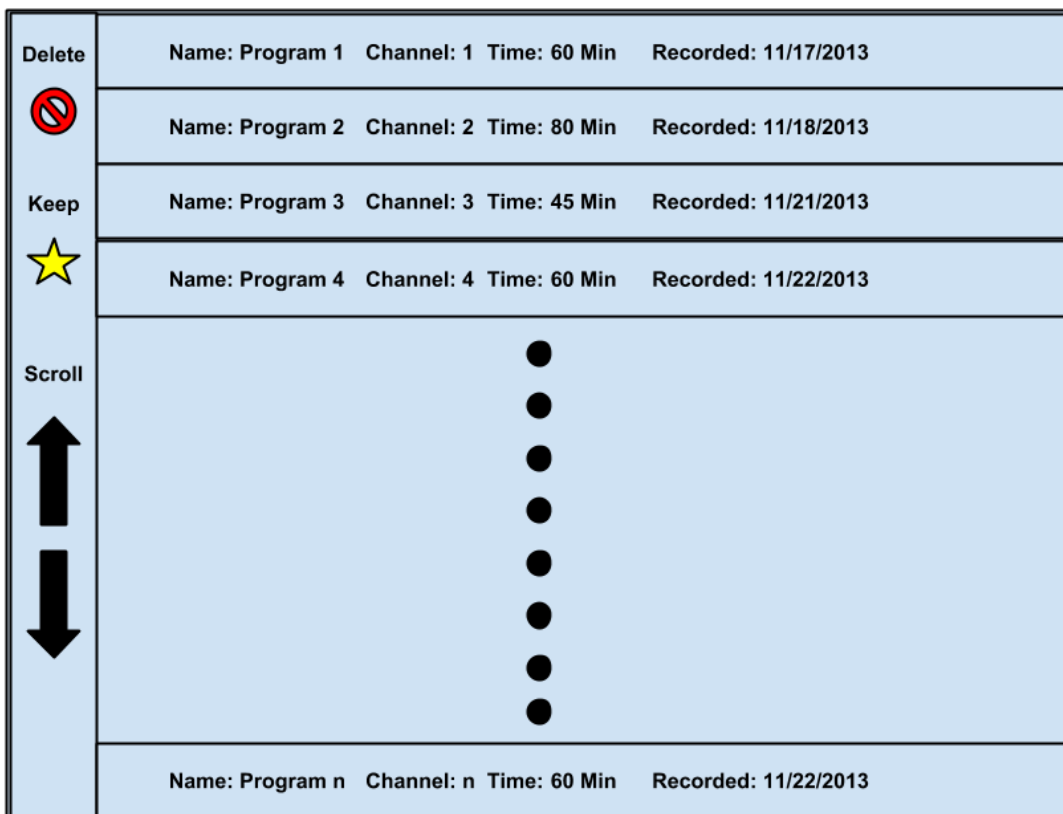 Delete
Keep
Scroll
Name: Program 1 Channel: 1 Time: 60 Min Recorded: 11/17/2013
Name: Program 2 Channel: 2 Time: 80 Min Recorded: 11/18/2013
Name: Program 3 Channel: 3 Time: 45 Min Recorded: 11/21/2013
Name: Program 4 Channel: 4 Time: 60 Min Recorded: 11/22/2013
Name: Program n Channel: n Time: 60 Min Recorded: 11/22/2013